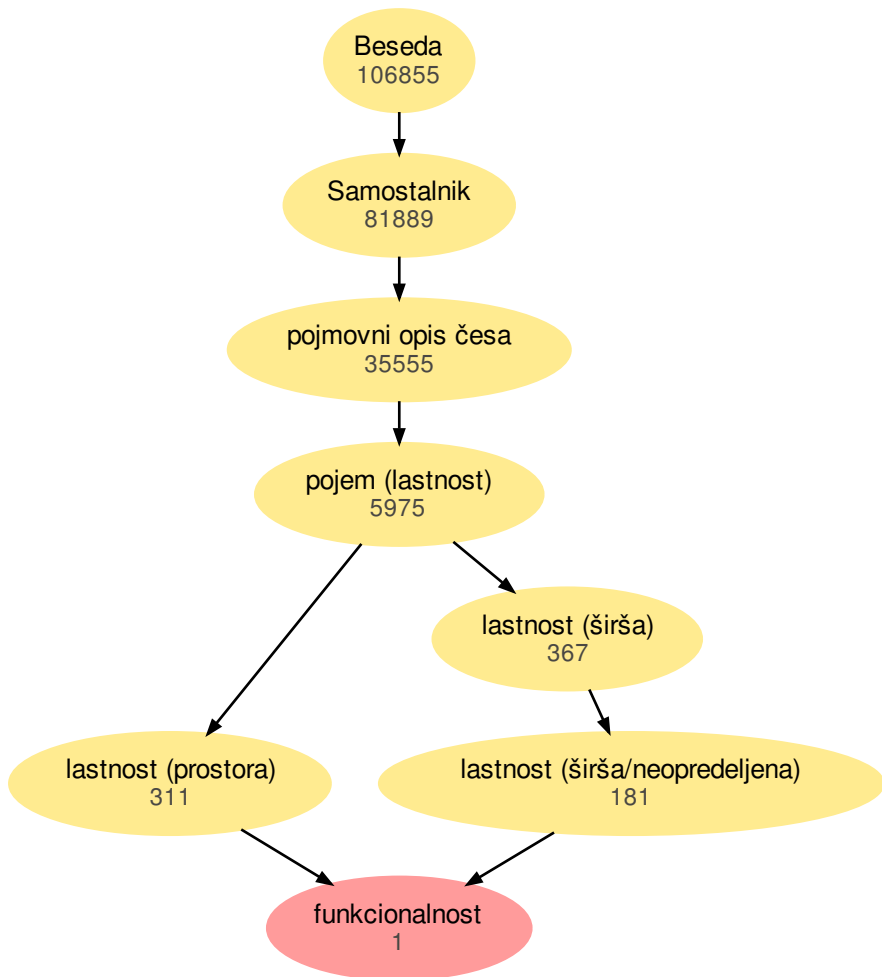 Beseda
106855
Samostalnik
81889
pojmovni opis česa
35555
pojem (lastnost)
5975
lastnost (širša)
367
lastnost (prostora)
311
lastnost (širša/neopredeljena)
181
funkcionalnost
1